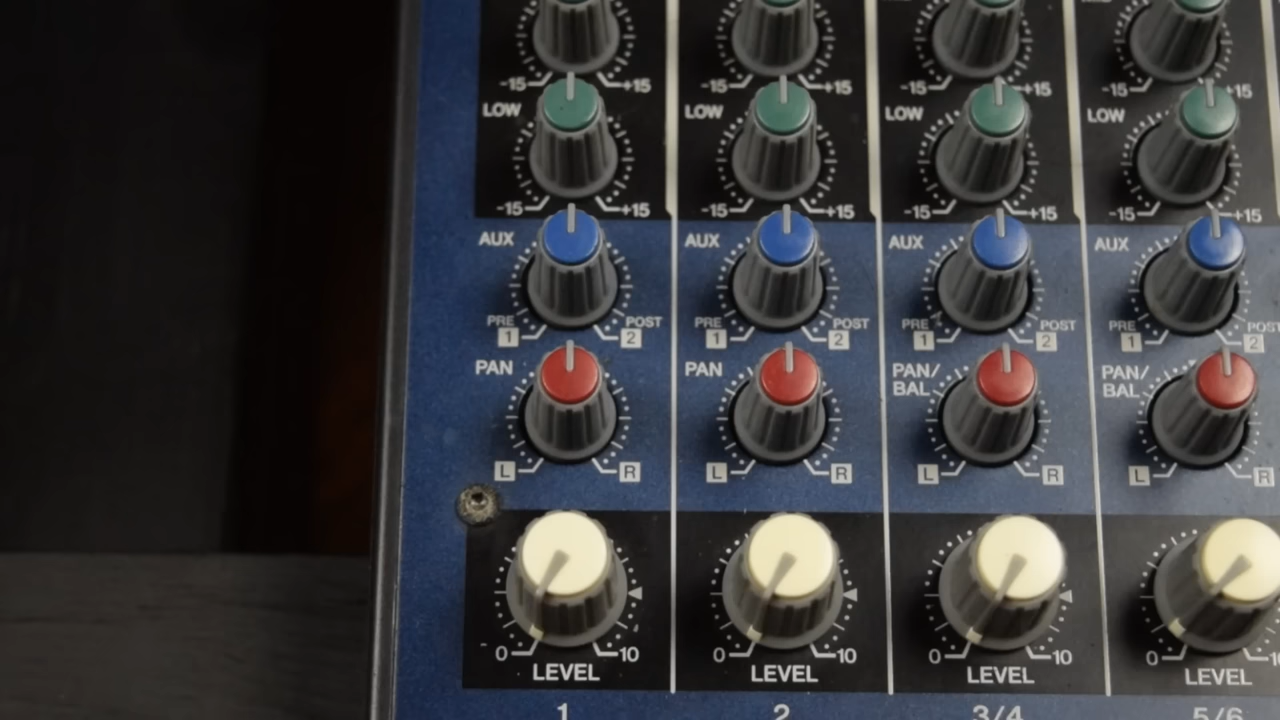 -15 +15 -15 +15 -15 +15 -15 +15
LOW LOW LOW LOW
-15 +15 -15 +15 -15 +15 -15 +15
AUX AUX AUX AUX
PRE POST PRE POST PRE POST PRE POST
1 2 1 2 1 2 1 2
PAN PAN PAN/ PAN/
BAL BAL
L R L R L R L R
0 10 0 10 0 10 0
LEVEL LEVEL LEVEL LEVEL
1 2 3/4 5/6